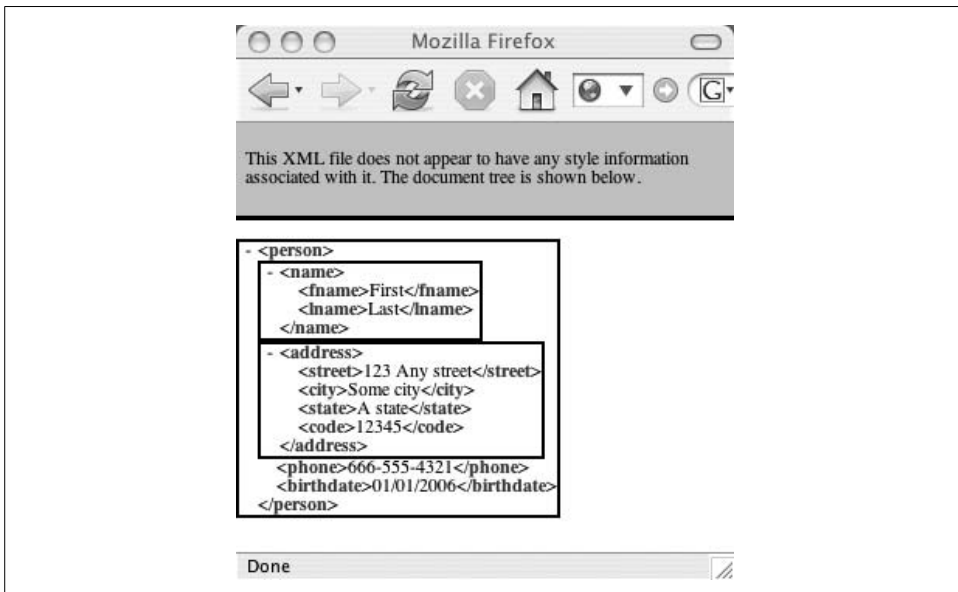 Mozilla Firefox
G
This XML file does not appear to have any style information
associated with it. The document tree is shown below.
- <person>
- <name>
<fname>First</fname>
<lname>Last</lname>
</name>
- <address>
<street>123 Any street</street>
<city>Some city</city>
<state>A state</state>
<code>12345</code>
</address>
<phone>666-555-4321</phone>
<birthdate>01/01/2006</birthdate>
</person>
Done